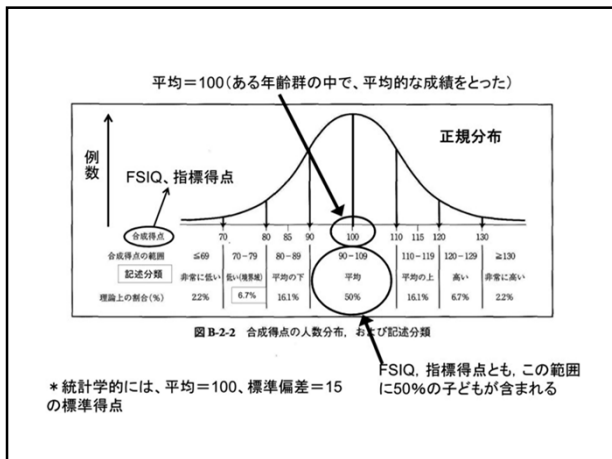 平均＝100(ある年齢群の中で、平均的な成績をとった)
正規分布
例数
FSIQ、指標得点
合成得点 70 80 85 90 100 110 115 120 130
合成得点の範囲 ≦69 70－79 80－89 90－109 110－119 120－129 ≧130
記述分類 非常に低い 低い(境界域) 平均の下 平均 平均の上 高い 非常に高い
理論上の割合(%) 2.2% 6.7% 16.1% 50% 16.1% 6.7% 2.2%
図 B-2-2 合成得点の人数分布，および記述分類
FSIQ，指標得点とも，この範囲
に50％の子どもが含まれる
＊統計学的には、平均＝100、標準偏差＝15
の標準得点